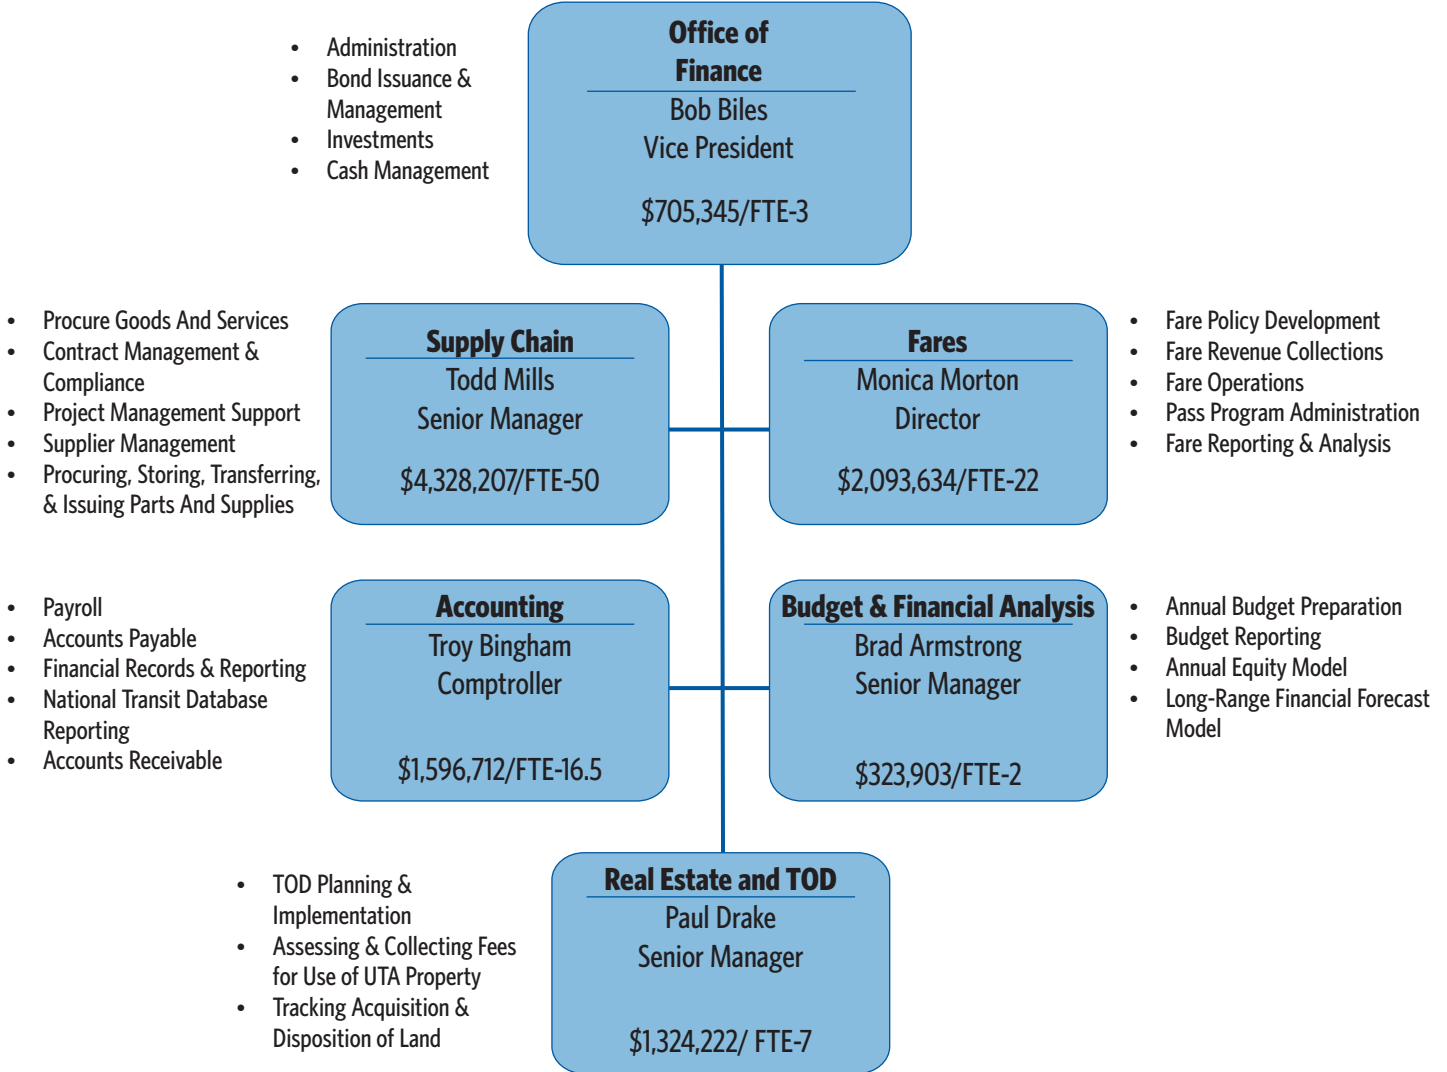 • Administration
• Bond Issuance &
Management
• Investments
• Cash Management
Office of
Finance
Bob Biles
Vice President
$705,345/FTE-3
• Procure Goods And Services
• Contract Management &
Compliance
• Project Management Support
• Supplier Management
• Procuring, Storing, Transferring,
& Issuing Parts And Supplies
Supply Chain
Todd Mills
Senior Manager
$4,328,207/FTE-50
Fares
Monica Morton
Director
$2,093,634/FTE-22
• Fare Policy Development
• Fare Revenue Collections
• Fare Operations
• Pass Program Administration
• Fare Reporting & Analysis
• Payroll
• Accounts Payable
• Financial Records & Reporting
• National Transit Database
Reporting
• Accounts Receivable
Accounting
Troy Bingham
Comptroller
$1,596,712/FTE-16.5
Budget & Financial Analysis
Brad Armstrong
Senior Manager
$323,903/FTE-2
• Annual Budget Preparation
• Budget Reporting
• Annual Equity Model
• Long-Range Financial Forecast
Model
• TOD Planning &
Implementation
• Assessing & Collecting Fees
for Use of UTA Property
• Tracking Acquisition &
Disposition of Land
Real Estate and TOD
Paul Drake
Senior Manager
$1,324,222/ FTE-7